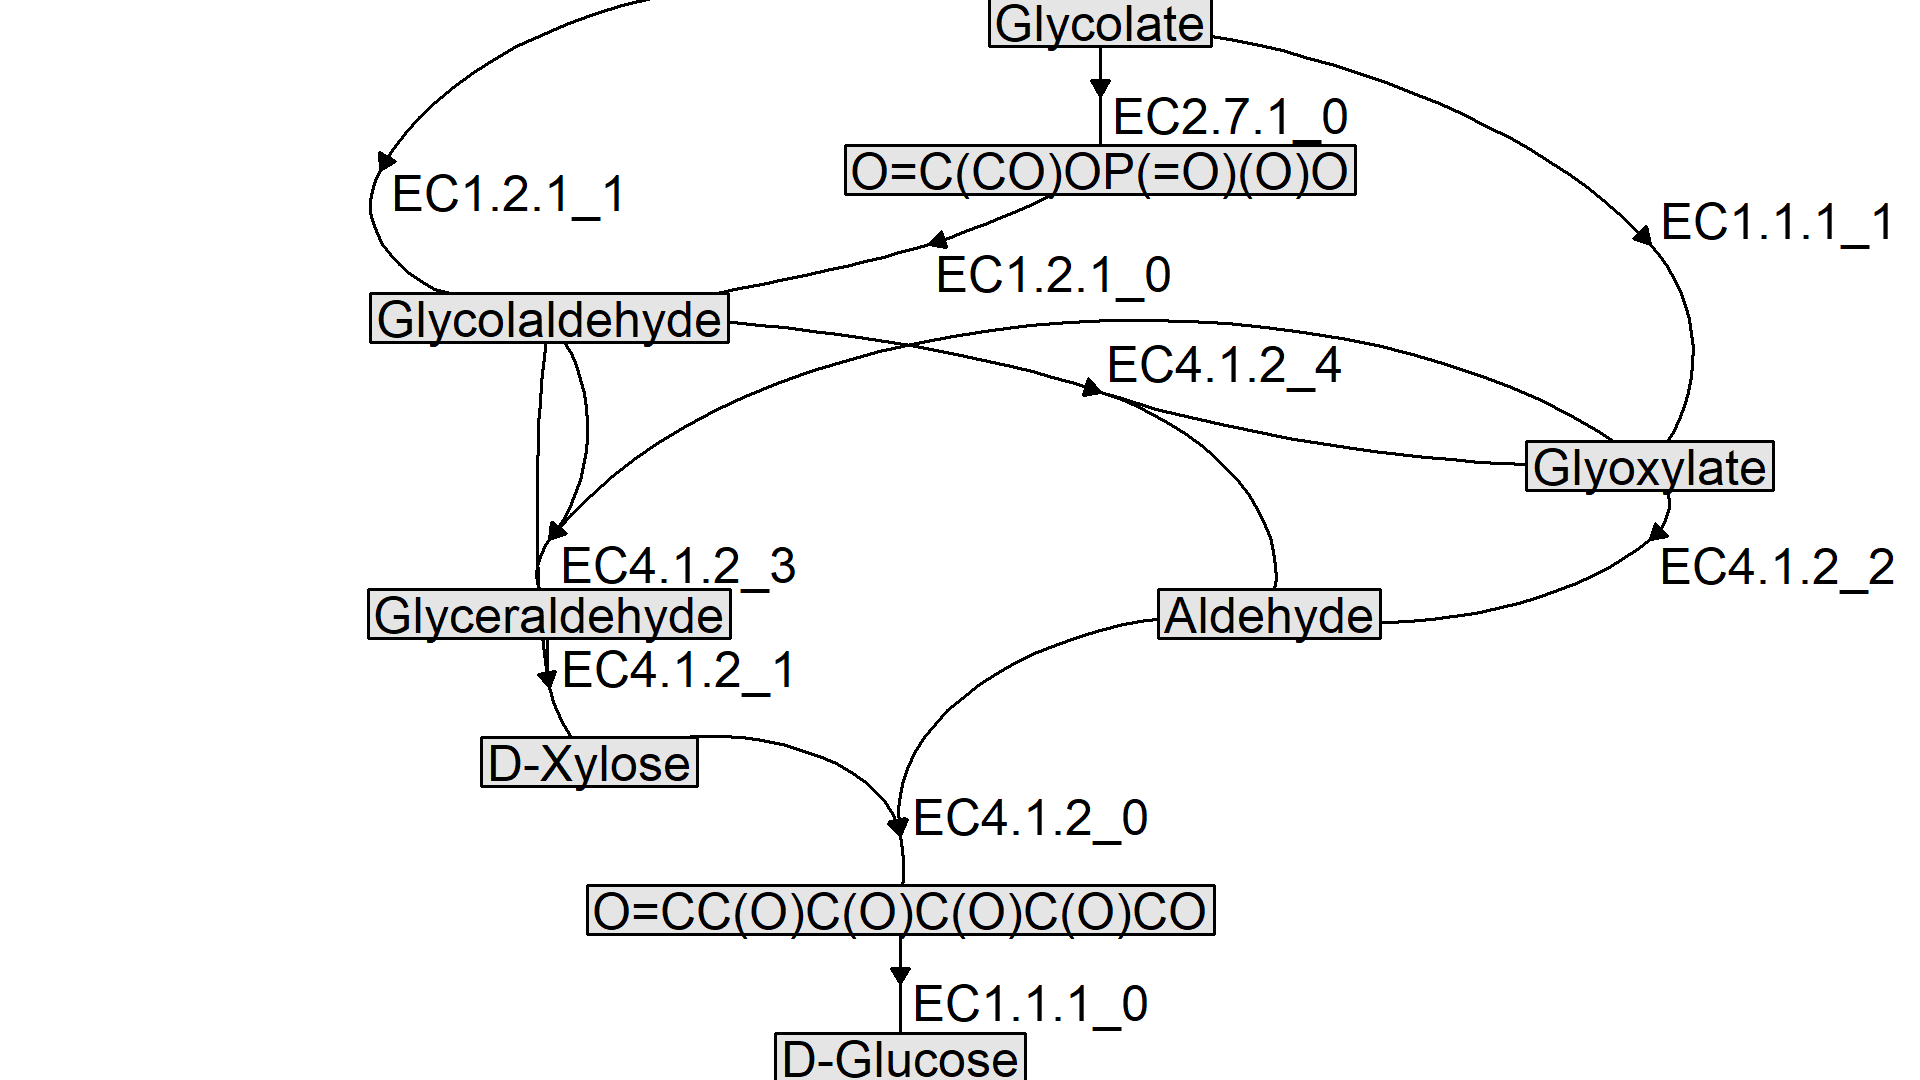 Glycolate
EC2.7.1_0
O=C(CO)OP(=O)(O)O
EC1.2.1_1
EC1.1.1_1
EC1.2.1_0
Glycolaldehyde
EC4.1.2_4
Glyoxylate
EC4.1.2_3
EC4.1.2_2
Glyceraldehyde
Aldehyde
EC4.1.2_1
D-Xylose
EC4.1.2_0
O=CC(O)C(O)C(O)C(O)CO
EC1.1.1_0
D-Glucose